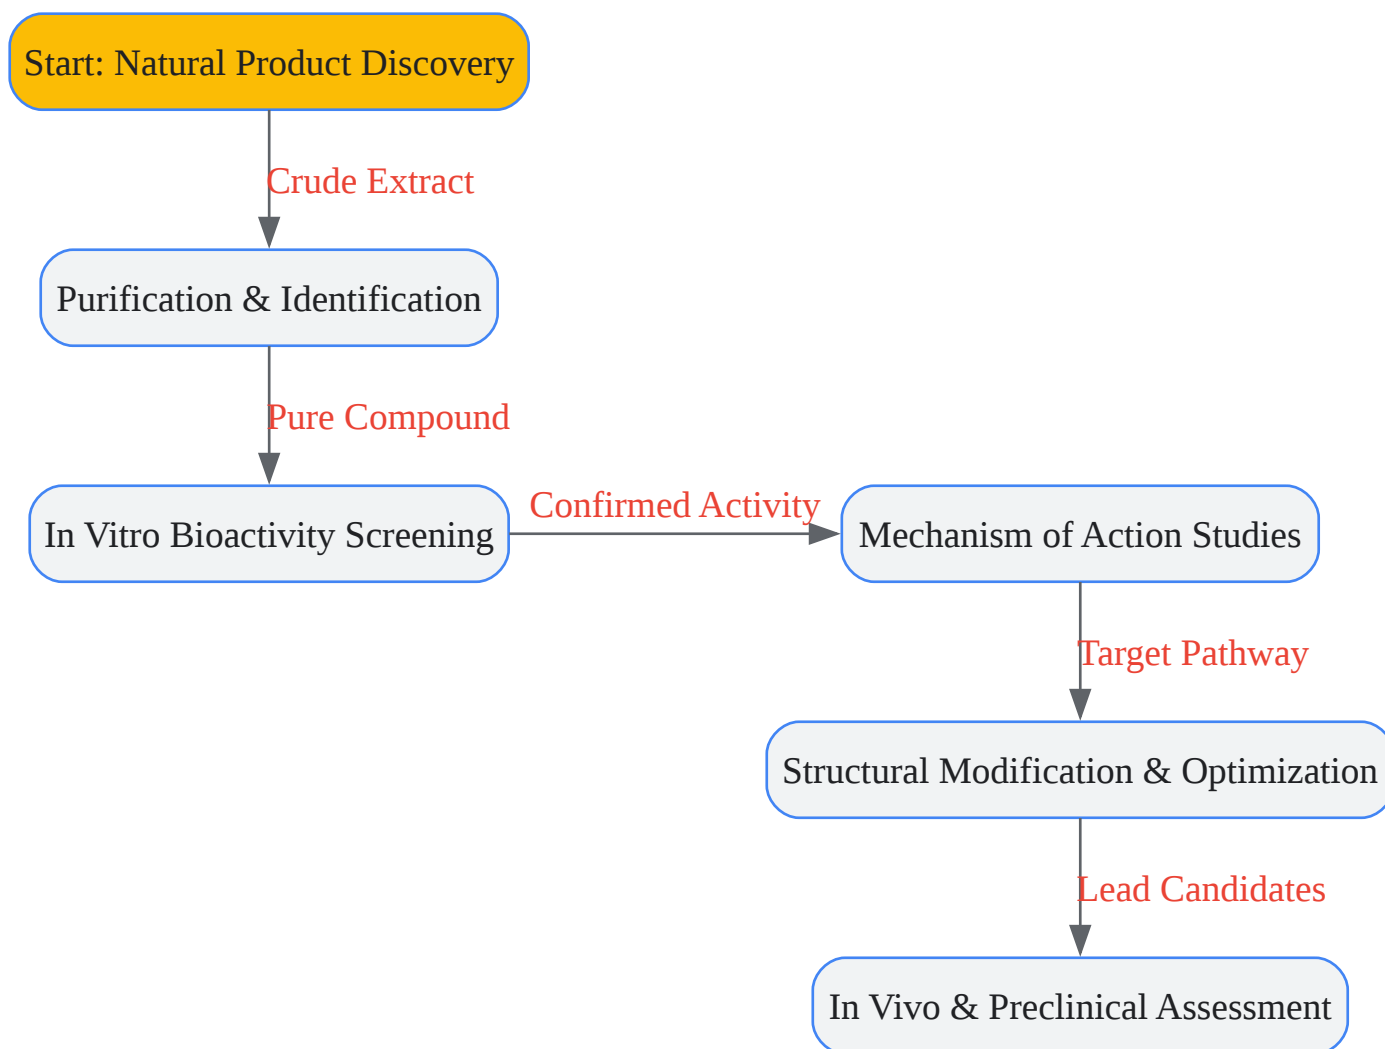 Start: Natural Product Discovery
Crude Extract
Purification & Identification
Pure Compound
In Vitro Bioactivity Screening
Confirmed Activity
Mechanism of Action Studies
Target Pathway
Structural Modification & Optimization
Lead Candidates
In Vivo & Preclinical Assessment